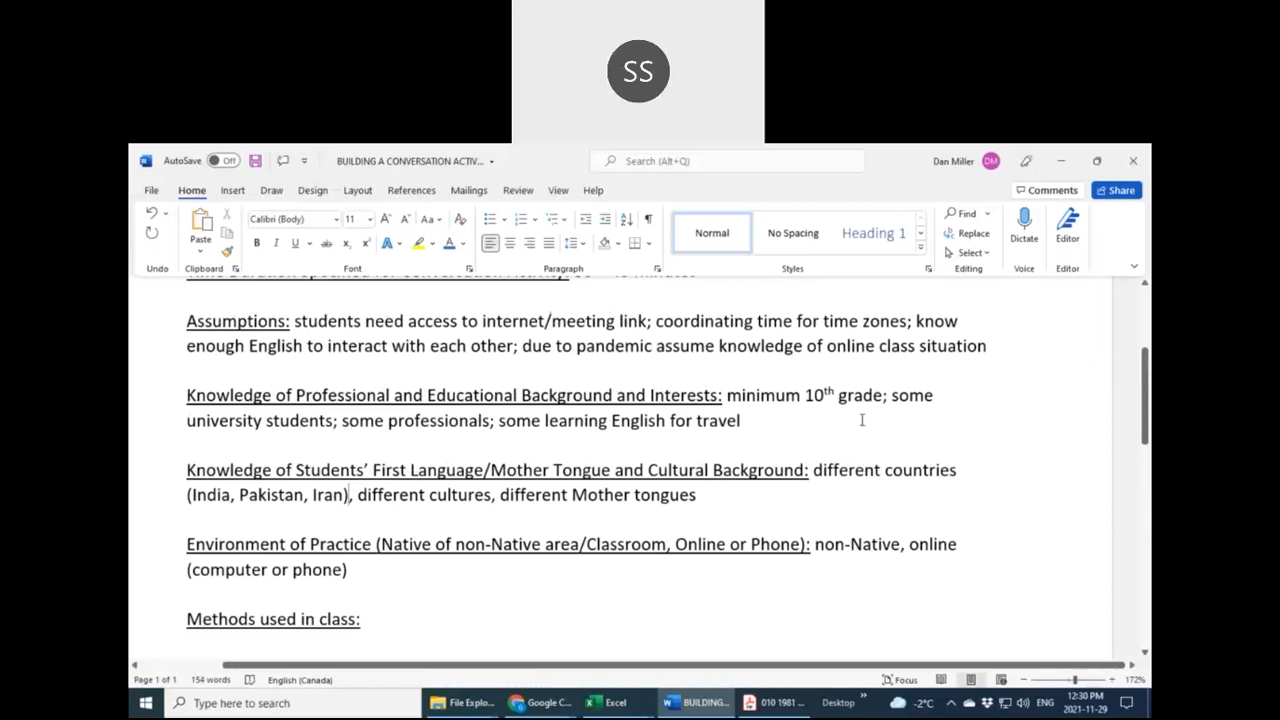 SS
AutoSave Off BUILDING A CONVERSATION ACTIV... Search (Alt+Q) Dan Miller DM
File Home Insert Draw Design Layout References Mailings Review View Help Comments Share
Calibri (Body) 11 Find
Paste Normal No Spacing Heading 1 Replace Dictate Editor
Select
Undo Clipboard Font Paragraph Styles Editing Voice Editor
Assumptions: students need access to internet/meeting link; coordinating time for time zones; know
enough English to interact with each other; due to pandemic assume knowledge of online class situation
Knowledge of Professional and Educational Background and Interests: minimum 10th grade; some
university students; some professionals; some learning English for travel
Knowledge of Students' First Language/Mother Tongue and Cultural Background: different countries
(India, Pakistan, Iran), different cultures, different Mother tongues
Environment of Practice (Native of non-Native area/Classroom, Online or Phone): non-Native, online
(computer or phone)
Methods used in class:
Page 1 of 1 154 words English (Canada) Focus 172%
Type here to search File Explo... Google C... Excel BUILDING... 010 1981 ... Desktop -2°C ENG 12:30 PM
2021-11-29